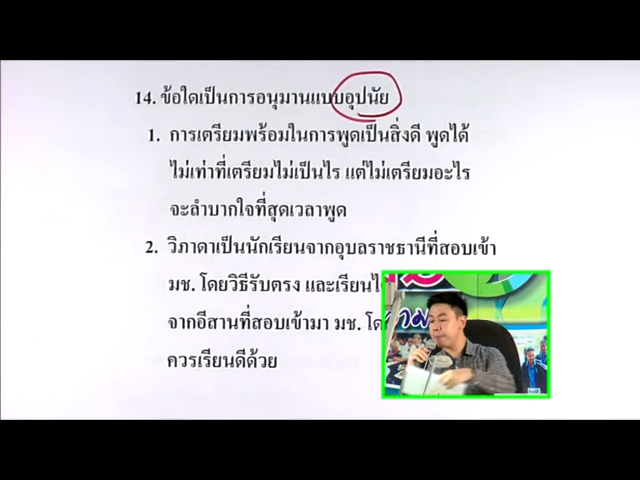 14. ข้อใดเป็นการอนุมานแบบอุปนัย
1. การเตรียมพร้อมในการพูดเป็นสิ่งดี พูดได้
ไม่เท่าที่เตรียมไม่เป็นไร แต่ไม่เตรียมอะไร
จะลำบากใจที่สุดเวลาพูด
2. วิภาดาเป็นนักเรียนจากอุบลราชธานีที่สอบเข้า
มช. โดยวิธีรับตรง และเรียน
จากอีสานที่สอบเข้ามา มช.
ควรเรียนดีด้วย